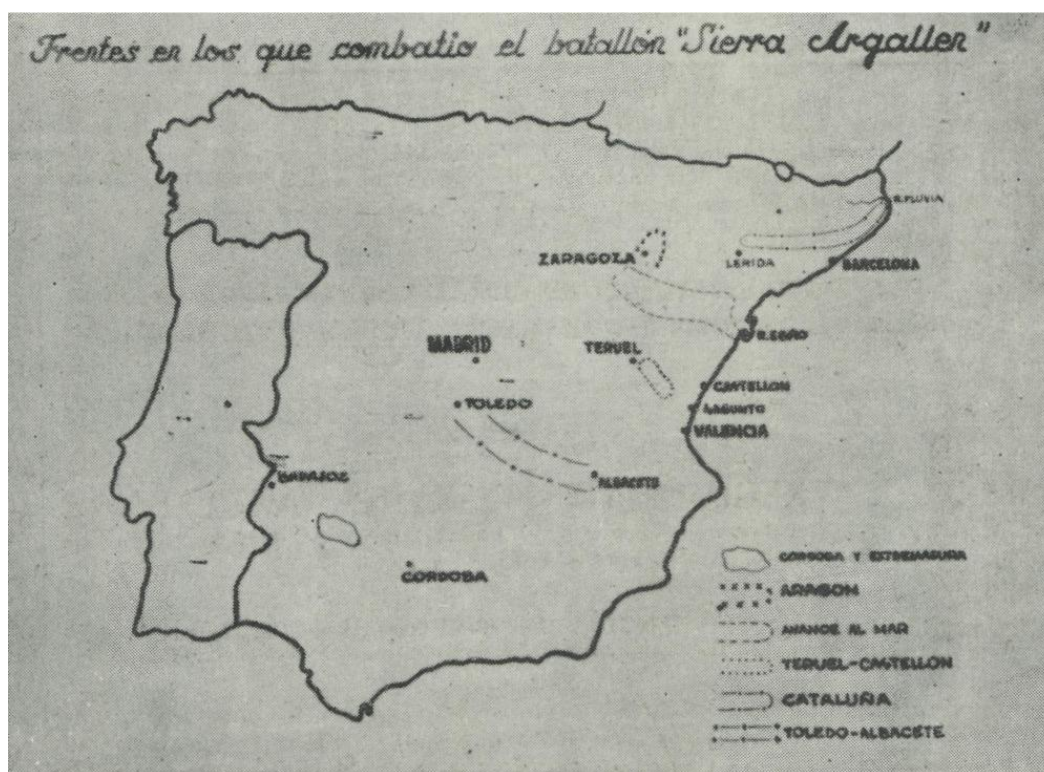 Frentes en los que combatio el batallón "Sierra Argallen"
R. FLUVIA
ZARAGOZA
LERIDA
BARCELONA
R. EBRO
MADRID
TERUEL
CASTELLON
TOLEDO
SAGUNTO
VALENCIA
BADAJOZ
ALBACETE
CORDOBA
CORDOBA Y EXTREMADURA
ARAGON
AVANCE AL MAR
TERUEL-CASTELLON
CATALUÑA
TOLEDO-ALBACETE